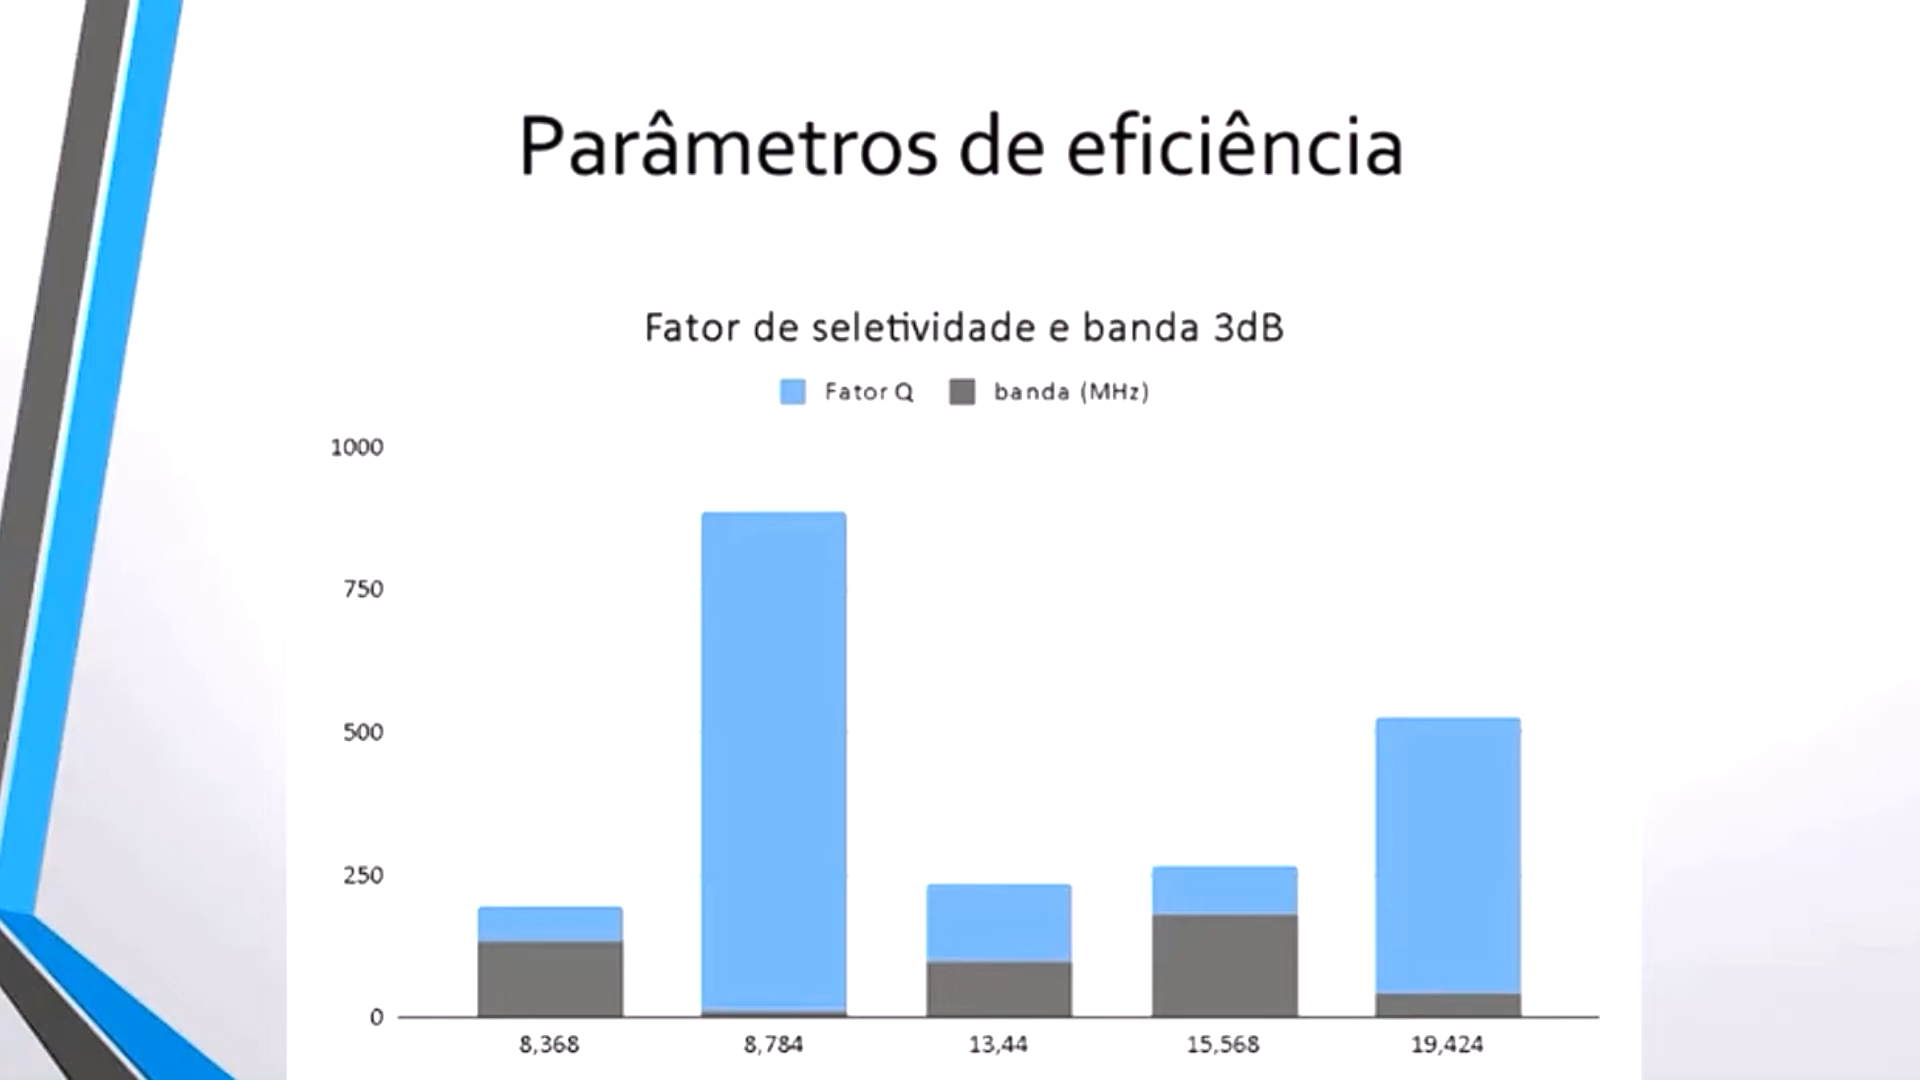 Parâmetros de eficiência
Fator de seletividade e banda 3dB
Fator Q banda (MHz)
1000
750
500
250
0
8,368 8,784 13,44 15,568 19,424